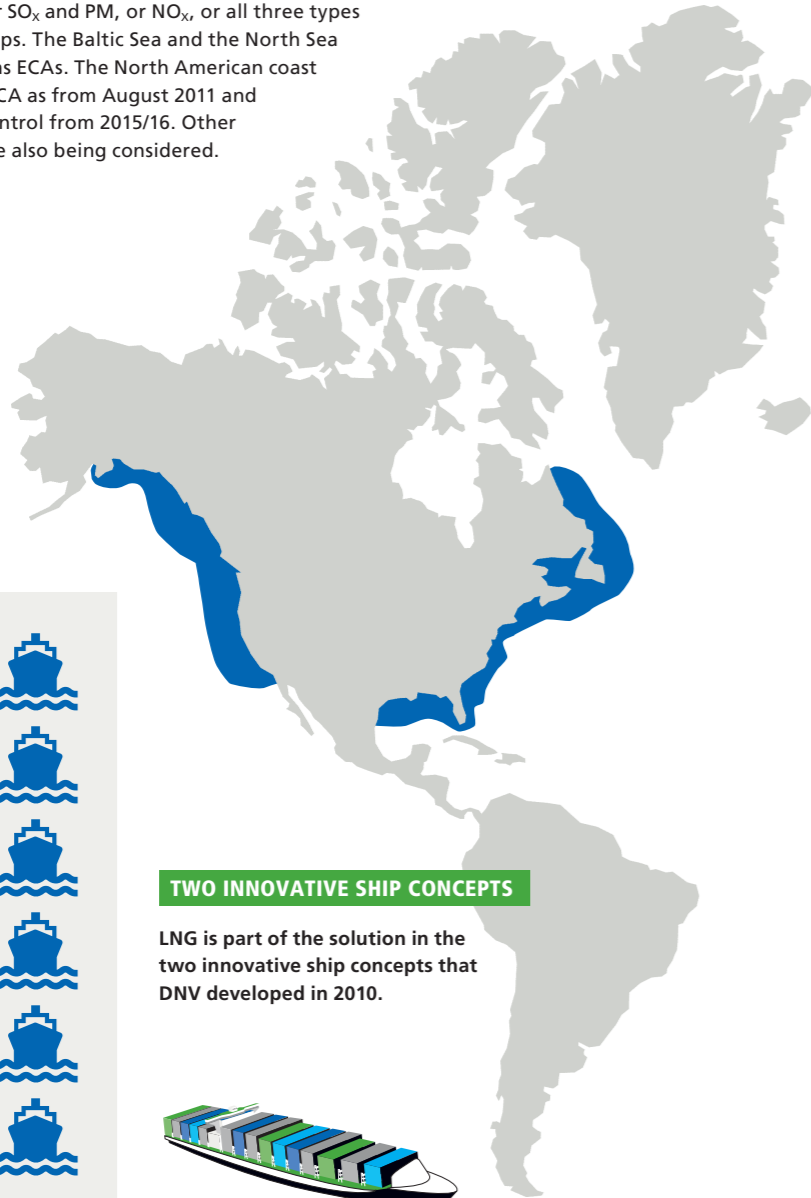 r SOₓ and PM, or NOₓ, or all three types
ps. The Baltic Sea and the North Sea
as ECAs. The North American coast
CA as from August 2011 and
ntrol from 2015/16. Other
e also being considered.
TWO INNOVATIVE SHIP CONCEPTS
LNG is part of the solution in the
two innovative ship concepts that
DNV developed in 2010.